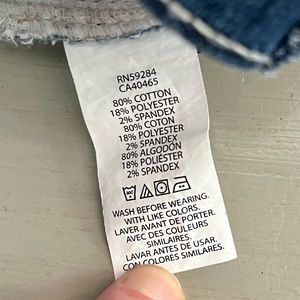 RN59284
CA40465
80% COTTON
18% POLYESTER
2% SPANDEX
80% COTON
18% POLYESTER
2% SPANDEX
80% ALGODÓN
18% POLIÉSTER
2% SPANDEX
WASH BEFORE WEARING.
WITH LIKE COLORS.
LAVER AVANT DE PORTER.
AVEC DES COULEURS
SIMILAIRES.
LAVAR ANTES DE USAR.
CON COLORES SIMILARES.